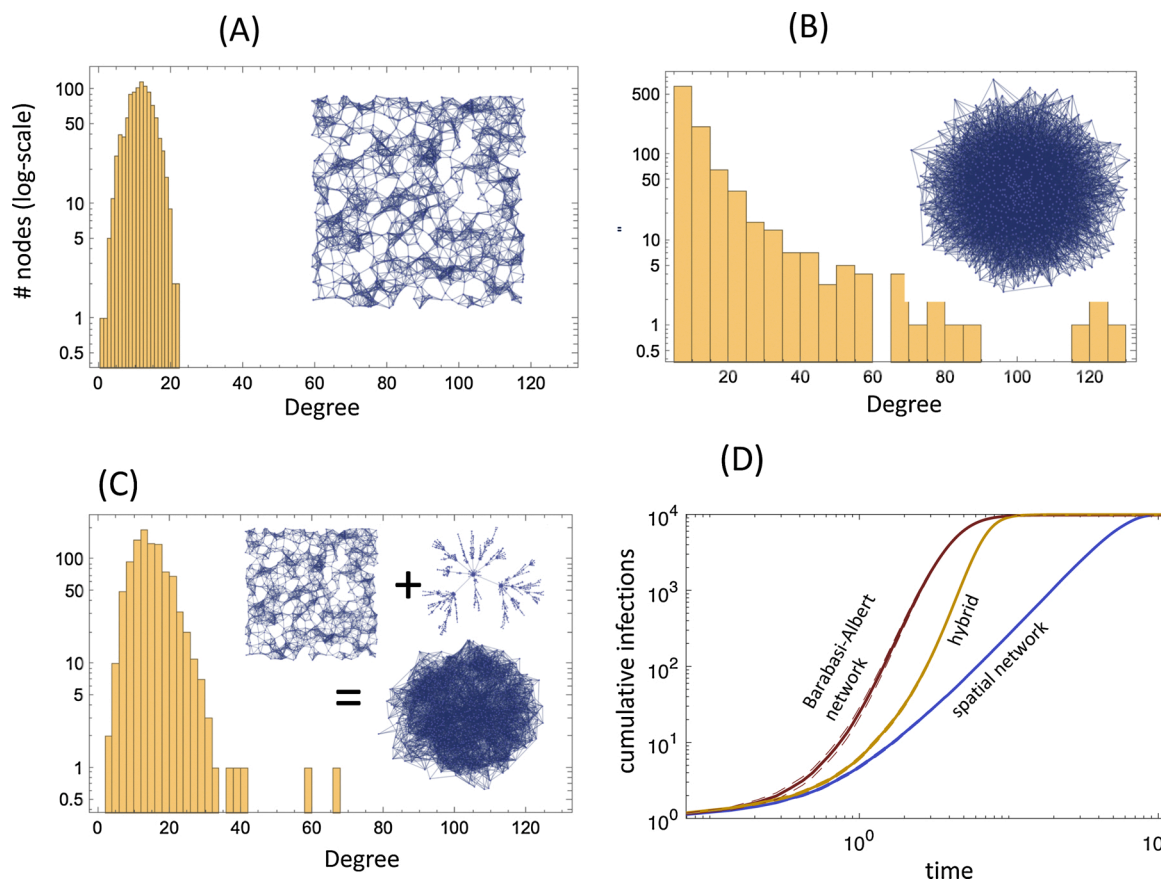 (A)
# nodes (log-scale)
100
50
10
5
1
0.5
0 20 40 60 80 100 120
Degree
(B)
"
500
100
50
10
5
1
0.5
20 40 60 80 100 120
Degree
(C)
100
50
10
5
1
0.5
+
=
0 20 40 60 80 100 120
Degree
(D)
cumulative infections
10⁴
10³
10²
10¹
10⁰
Barabasi-Albert
network
hybrid
spatial network
10⁰ 10
time